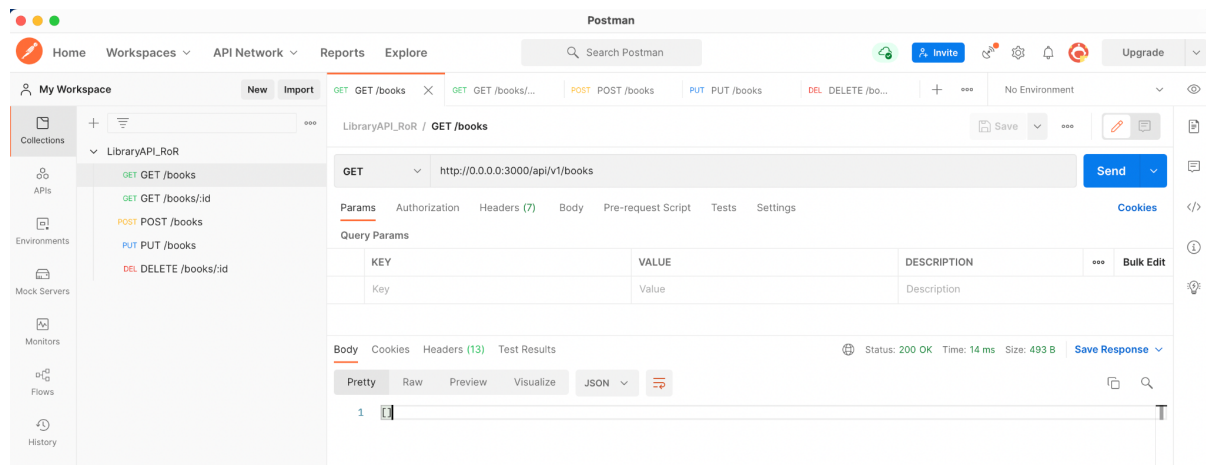 Postman
Home Workspaces API Network Reports Explore Search Postman Invite Upgrade
My Workspace New Import GET GET /books GET GET /books/... POST POST /books PUT PUT /books DEL DELETE /bo... No Environment
Collections
APIs
Environments
Mock Servers
Monitors
Flows
History
LibraryAPI_RoR
GET GET /books
GET GET /books/:id
POST POST /books
PUT PUT /books
DEL DELETE /books/:id
LibraryAPI_RoR / GET /books Save
GET http://0.0.0.0:3000/api/v1/books Send
Params Authorization Headers (7) Body Pre-request Script Tests Settings Cookies
Query Params
KEY VALUE DESCRIPTION Bulk Edit
Key Value Description
Body Cookies Headers (13) Test Results Status: 200 OK Time: 14 ms Size: 493 B Save Response
Pretty Raw Preview Visualize JSON
1 []